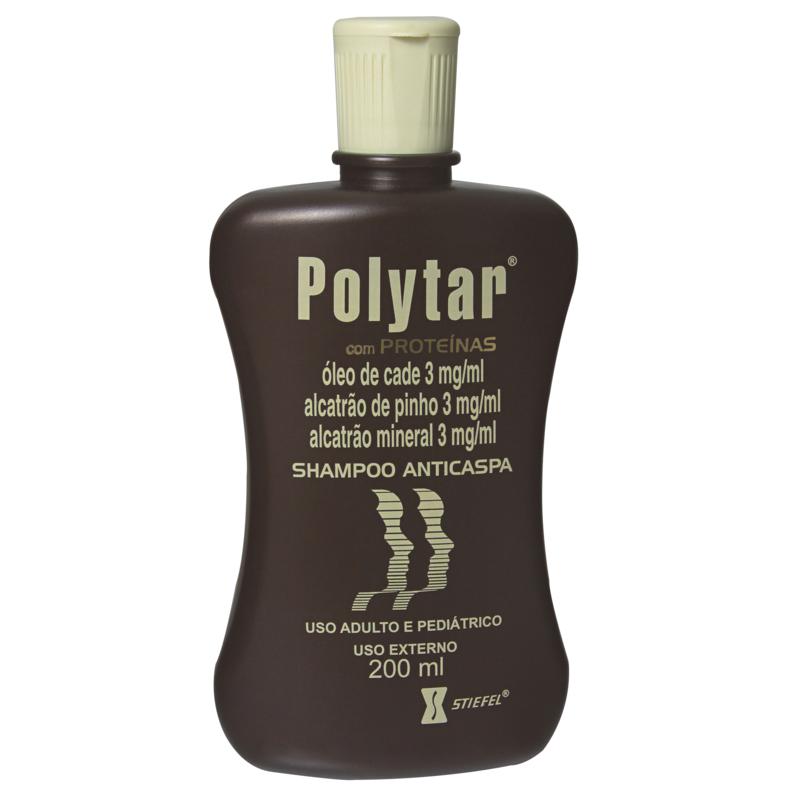 Polytar®
com PROTEÍNAS
óleo de cade 3 mg/ml
alcatrão de pinho 3 mg/ml
alcatrão mineral 3 mg/ml
SHAMPOO ANTICASPA
USO ADULTO E PEDIÁTRICO
USO EXTERNO
200 ml
STIEFEL®